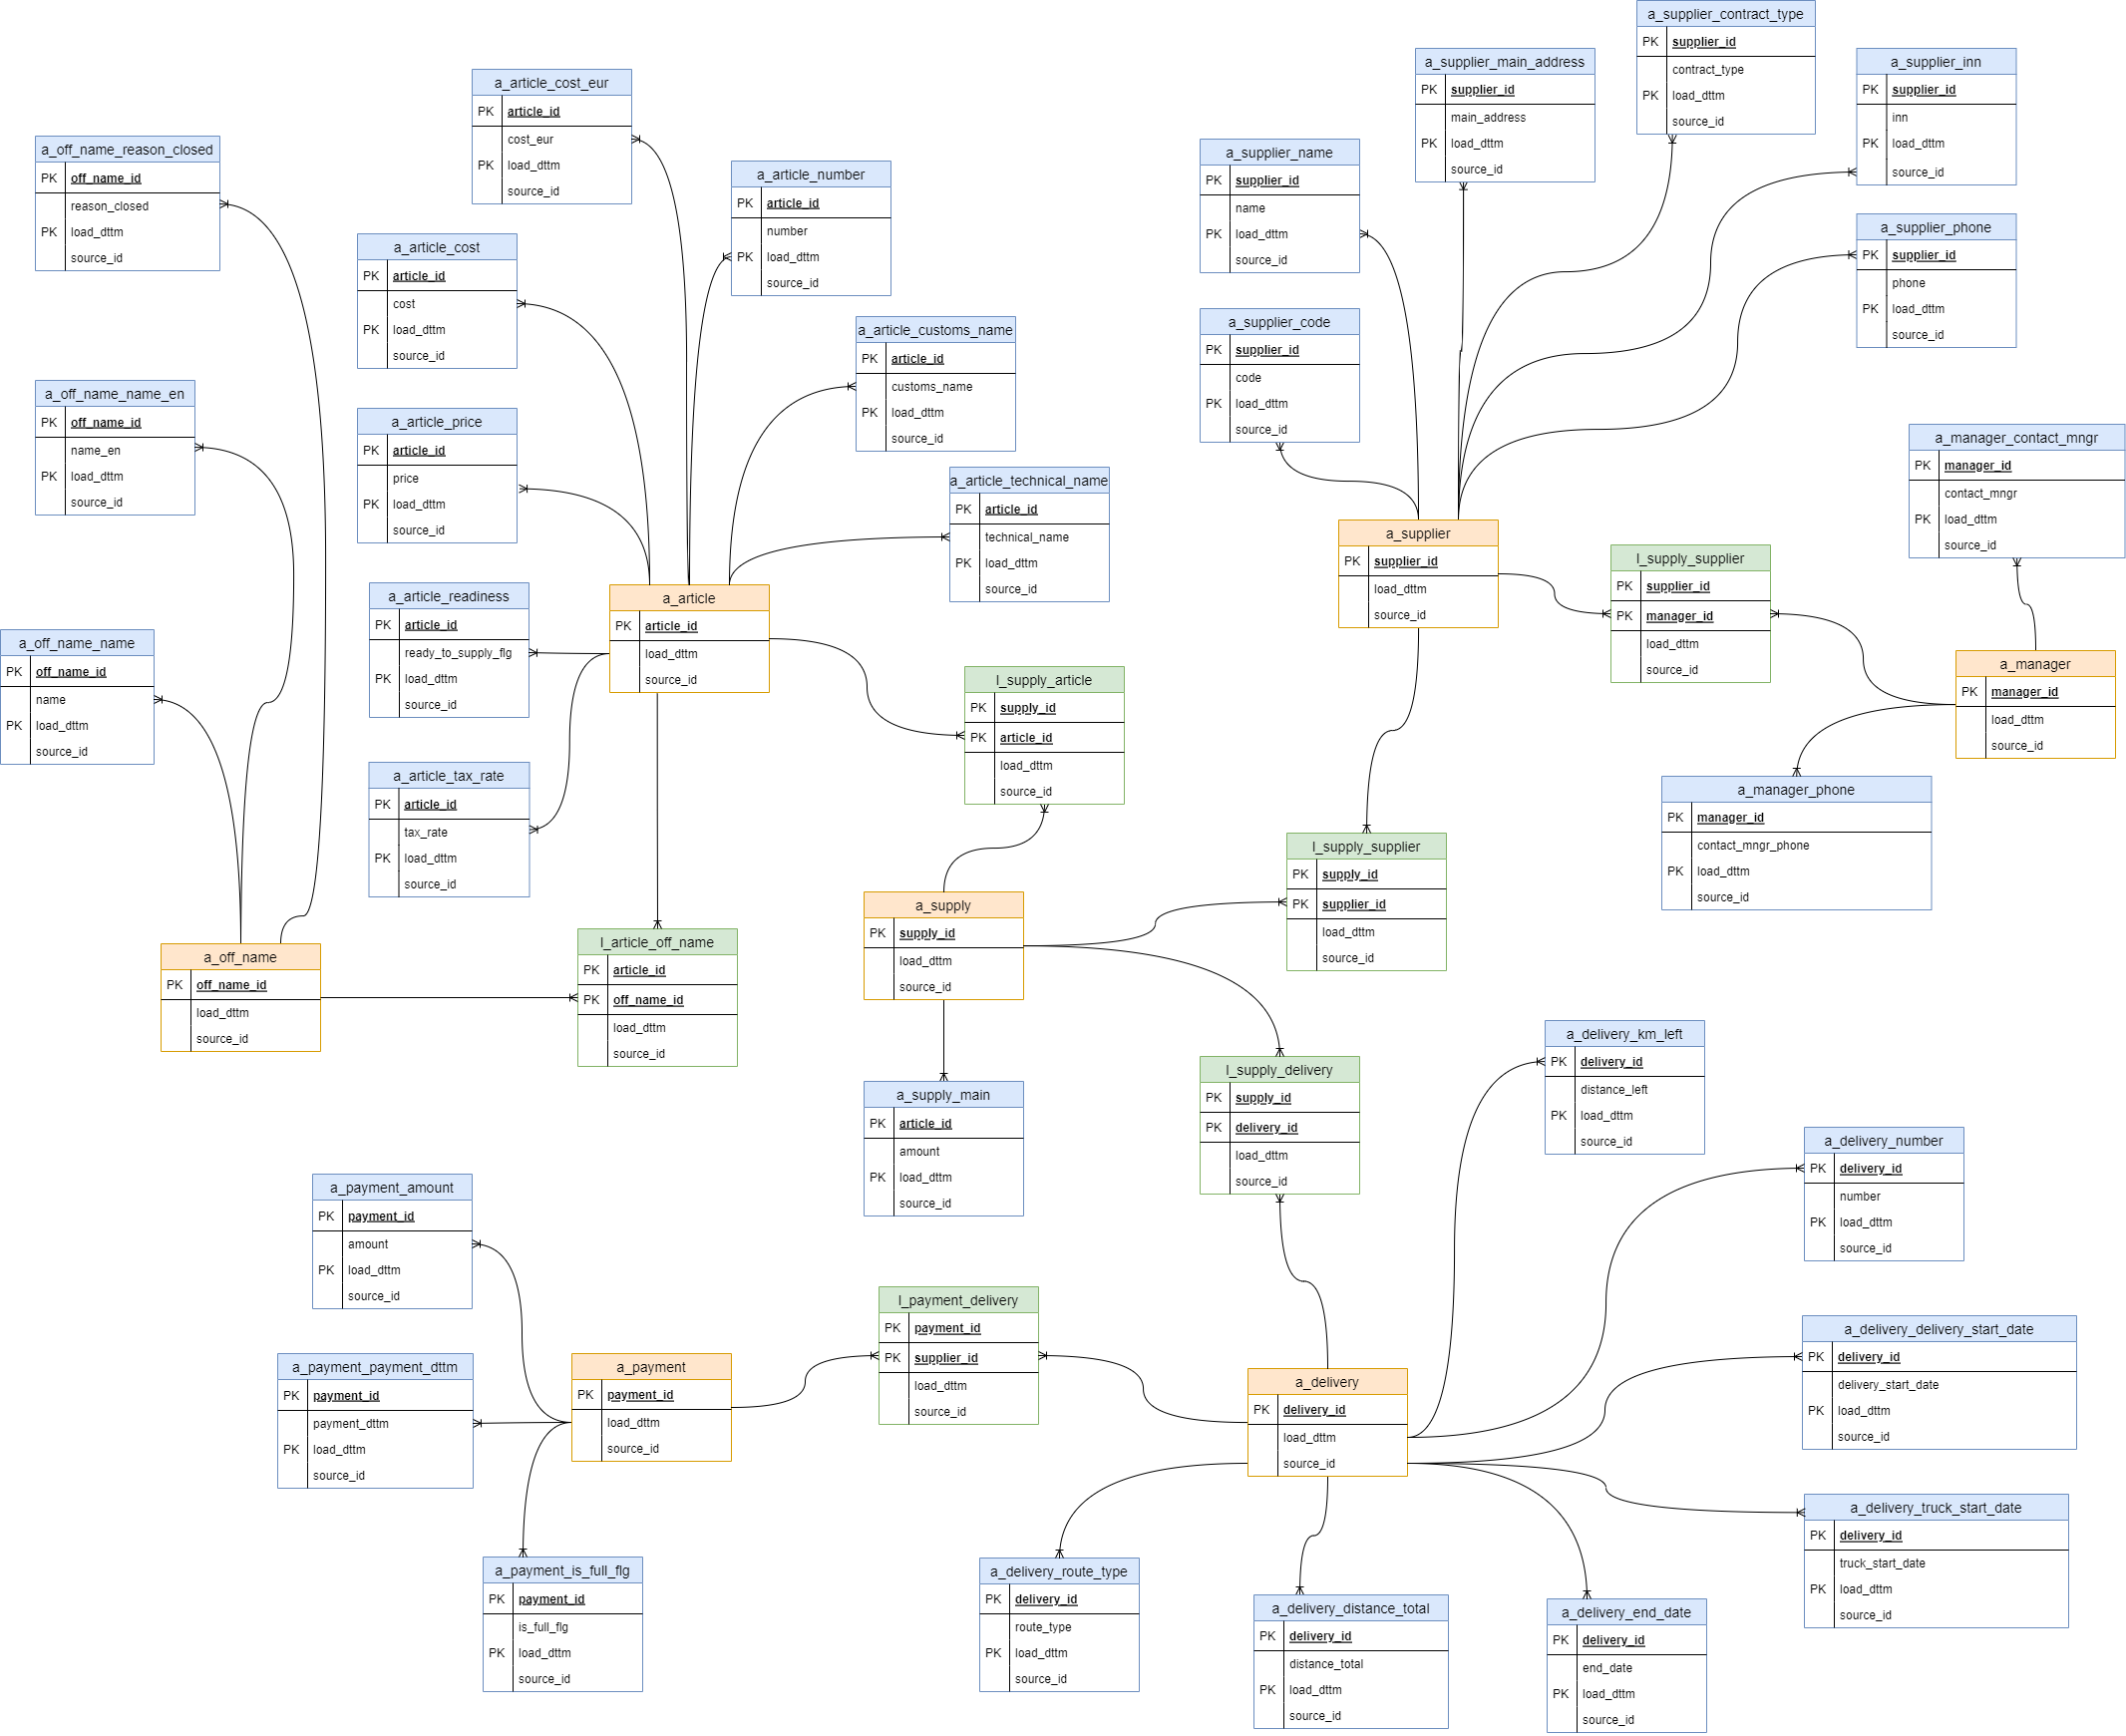 a_supplier_contract_type
PK supplier_id
contract_type
PK load_dttm
source_id
a_supplier_main_address
PK supplier_id
main_address
PK load_dttm
source_id
a_supplier_inn
PK supplier_id
inn
PK load_dttm
source_id
a_article_cost_eur
PK article_id
cost_eur
PK load_dttm
source_id
a_off_name_reason_closed
PK off_name_id
reason_closed
PK load_dttm
source_id
a_supplier_name
PK supplier_id
name
PK load_dttm
source_id
a_article_number
PK article_id
number
PK load_dttm
source_id
a_supplier_phone
PK supplier_id
phone
PK load_dttm
source_id
a_article_cost
PK article_id
cost
PK load_dttm
source_id
a_supplier_code
PK supplier_id
code
PK load_dttm
source_id
a_article_customs_name
PK article_id
customs_name
PK load_dttm
source_id
a_off_name_name_en
PK off_name_id
name_en
PK load_dttm
source_id
a_article_price
PK article_id
price
PK load_dttm
source_id
a_manager_contact_mngr
PK manager_id
contact_mngr
PK load_dttm
source_id
a_article_technical_name
PK article_id
technical_name
PK load_dttm
source_id
a_supplier
PK supplier_id
load_dttm
source_id
l_supply_supplier
PK supplier_id
PK manager_id
load_dttm
source_id
a_article_readiness
PK article_id
ready_to_supply_flg
PK load_dttm
source_id
a_article
PK article_id
load_dttm
source_id
a_off_name_name
PK off_name_id
name
PK load_dttm
source_id
a_manager
PK manager_id
load_dttm
source_id
l_supply_article
PK supply_id
PK article_id
load_dttm
source_id
a_article_tax_rate
PK article_id
tax_rate
PK load_dttm
source_id
a_manager_phone
PK manager_id
contact_mngr_phone
PK load_dttm
source_id
l_supply_supplier
PK supply_id
PK supplier_id
load_dttm
source_id
a_supply
PK supply_id
load_dttm
source_id
l_article_off_name
PK article_id
PK off_name_id
load_dttm
source_id
a_off_name
PK off_name_id
load_dttm
source_id
a_delivery_km_left
PK delivery_id
distance_left
PK load_dttm
source_id
l_supply_delivery
PK supply_id
PK delivery_id
load_dttm
source_id
a_supply_main
PK article_id
amount
PK load_dttm
source_id
a_delivery_number
PK delivery_id
number
PK load_dttm
source_id
a_payment_amount
PK payment_id
amount
PK load_dttm
source_id
l_payment_delivery
PK payment_id
PK supplier_id
load_dttm
source_id
a_delivery_delivery_start_date
PK delivery_id
delivery_start_date
PK load_dttm
source_id
a_payment_payment_dttm
PK payment_id
payment_dttm
PK load_dttm
source_id
a_payment
PK payment_id
load_dttm
source_id
a_delivery
PK delivery_id
load_dttm
source_id
a_delivery_truck_start_date
PK delivery_id
truck_start_date
PK load_dttm
source_id
a_payment_is_full_flg
PK payment_id
is_full_flg
PK load_dttm
source_id
a_delivery_route_type
PK delivery_id
route_type
PK load_dttm
source_id
a_delivery_distance_total
PK delivery_id
distance_total
PK load_dttm
source_id
a_delivery_end_date
PK delivery_id
end_date
PK load_dttm
source_id